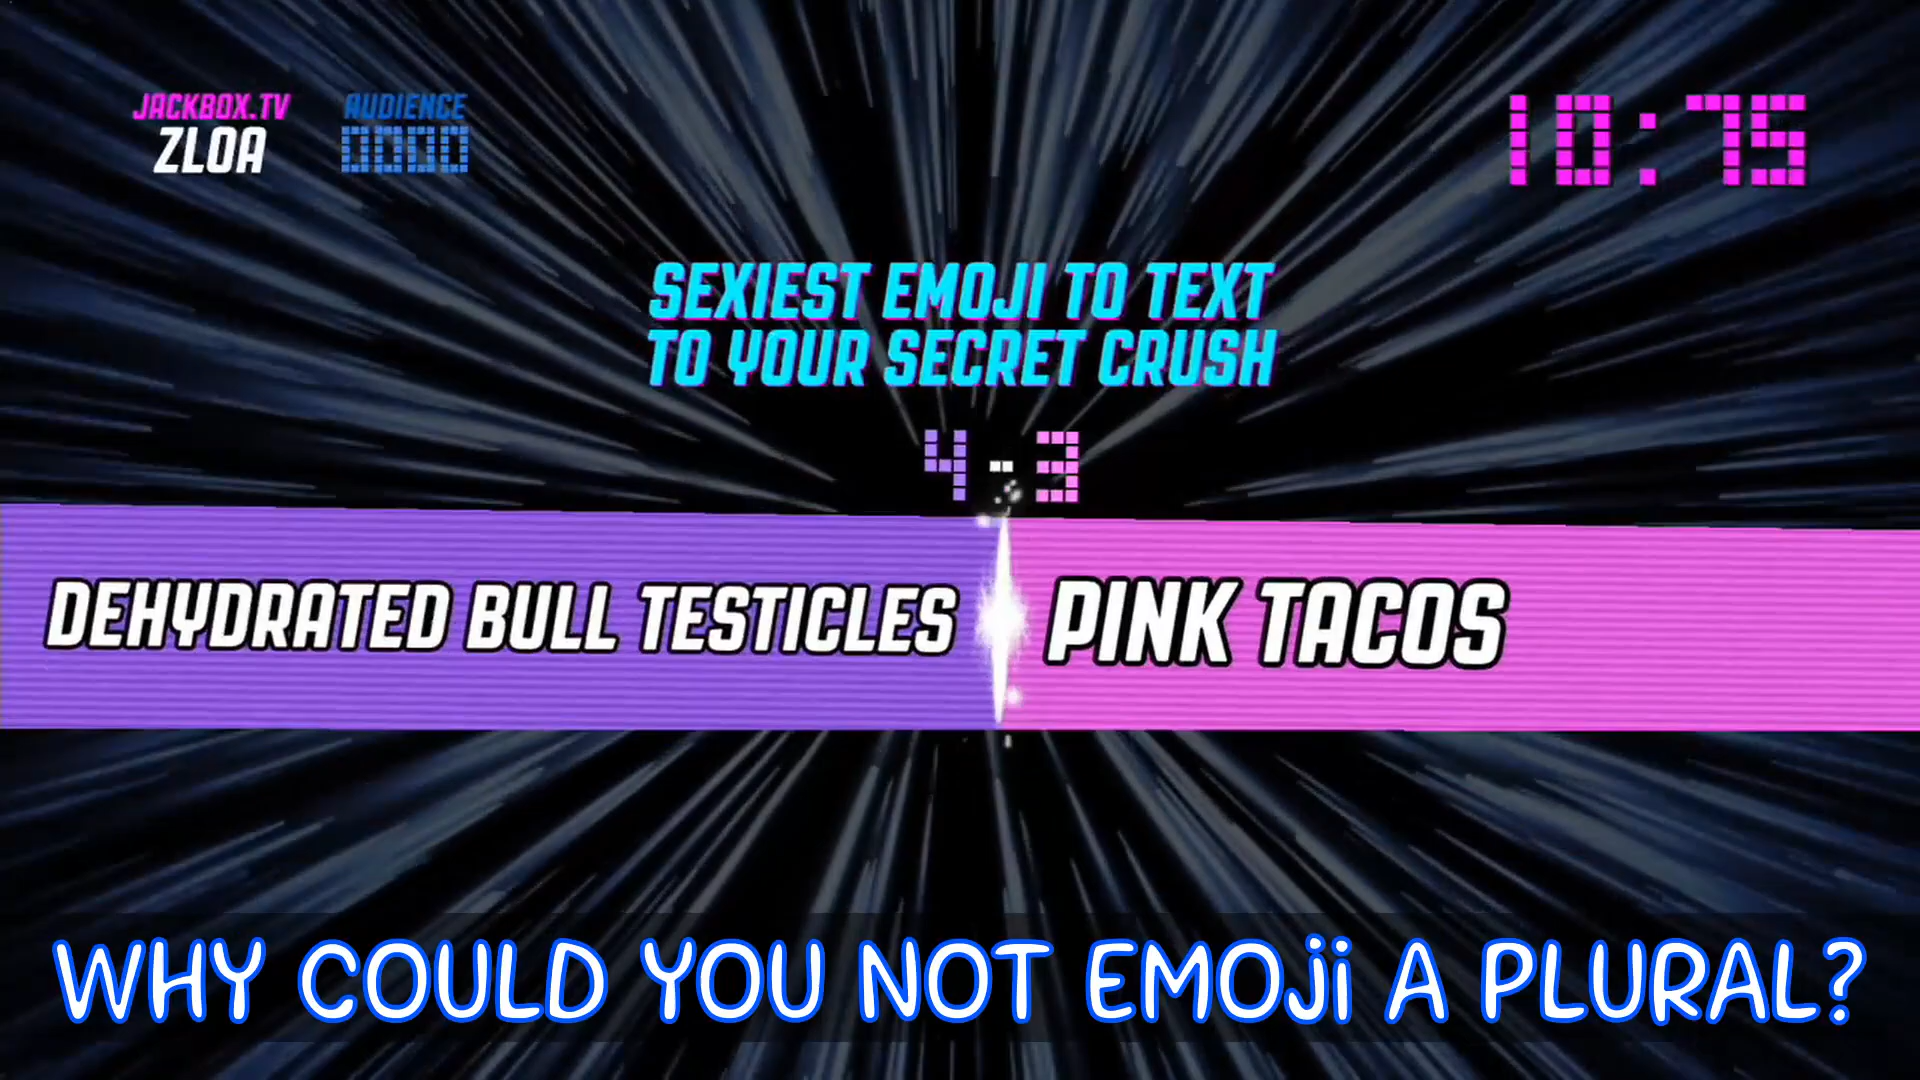 JACKBOX.TV
ZLOA
AUDIENCE
0000
10:75
SEXIEST EMOJI TO TEXT
TO YOUR SECRET CRUSH
4-3
DEHYDRATED BULL TESTICLES
PINK TACOS
WHY COULD YOU NOT EMOji A PLURAL?